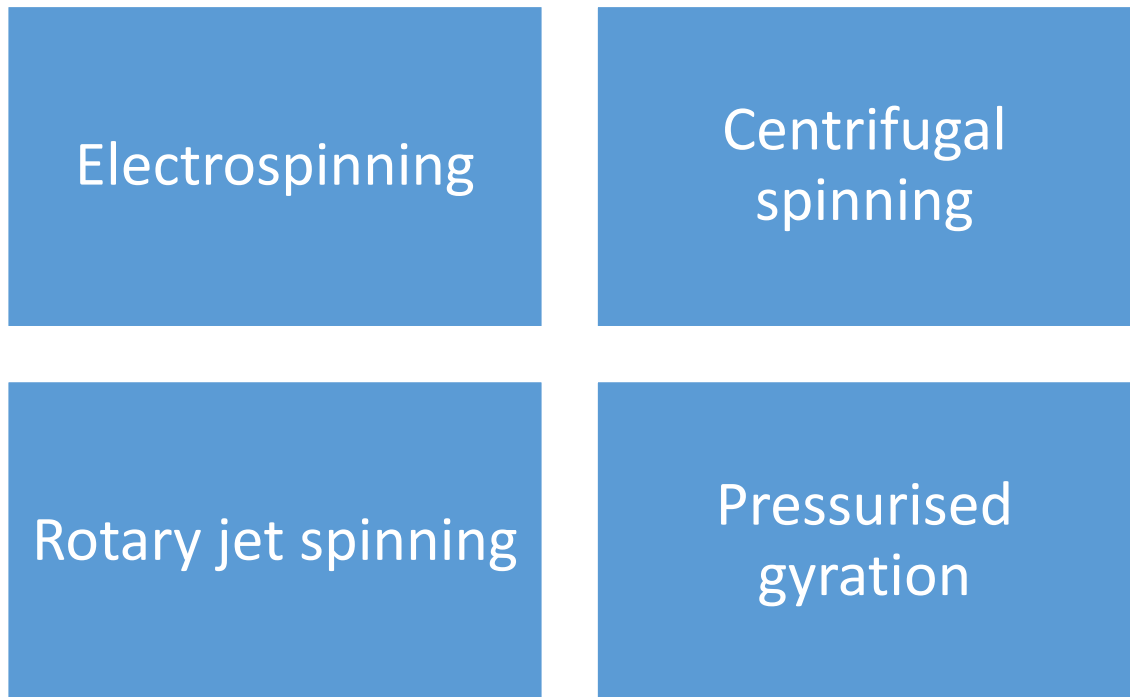 Electrospinning
Centrifugal
spinning
Rotary jet spinning
Pressurised
gyration